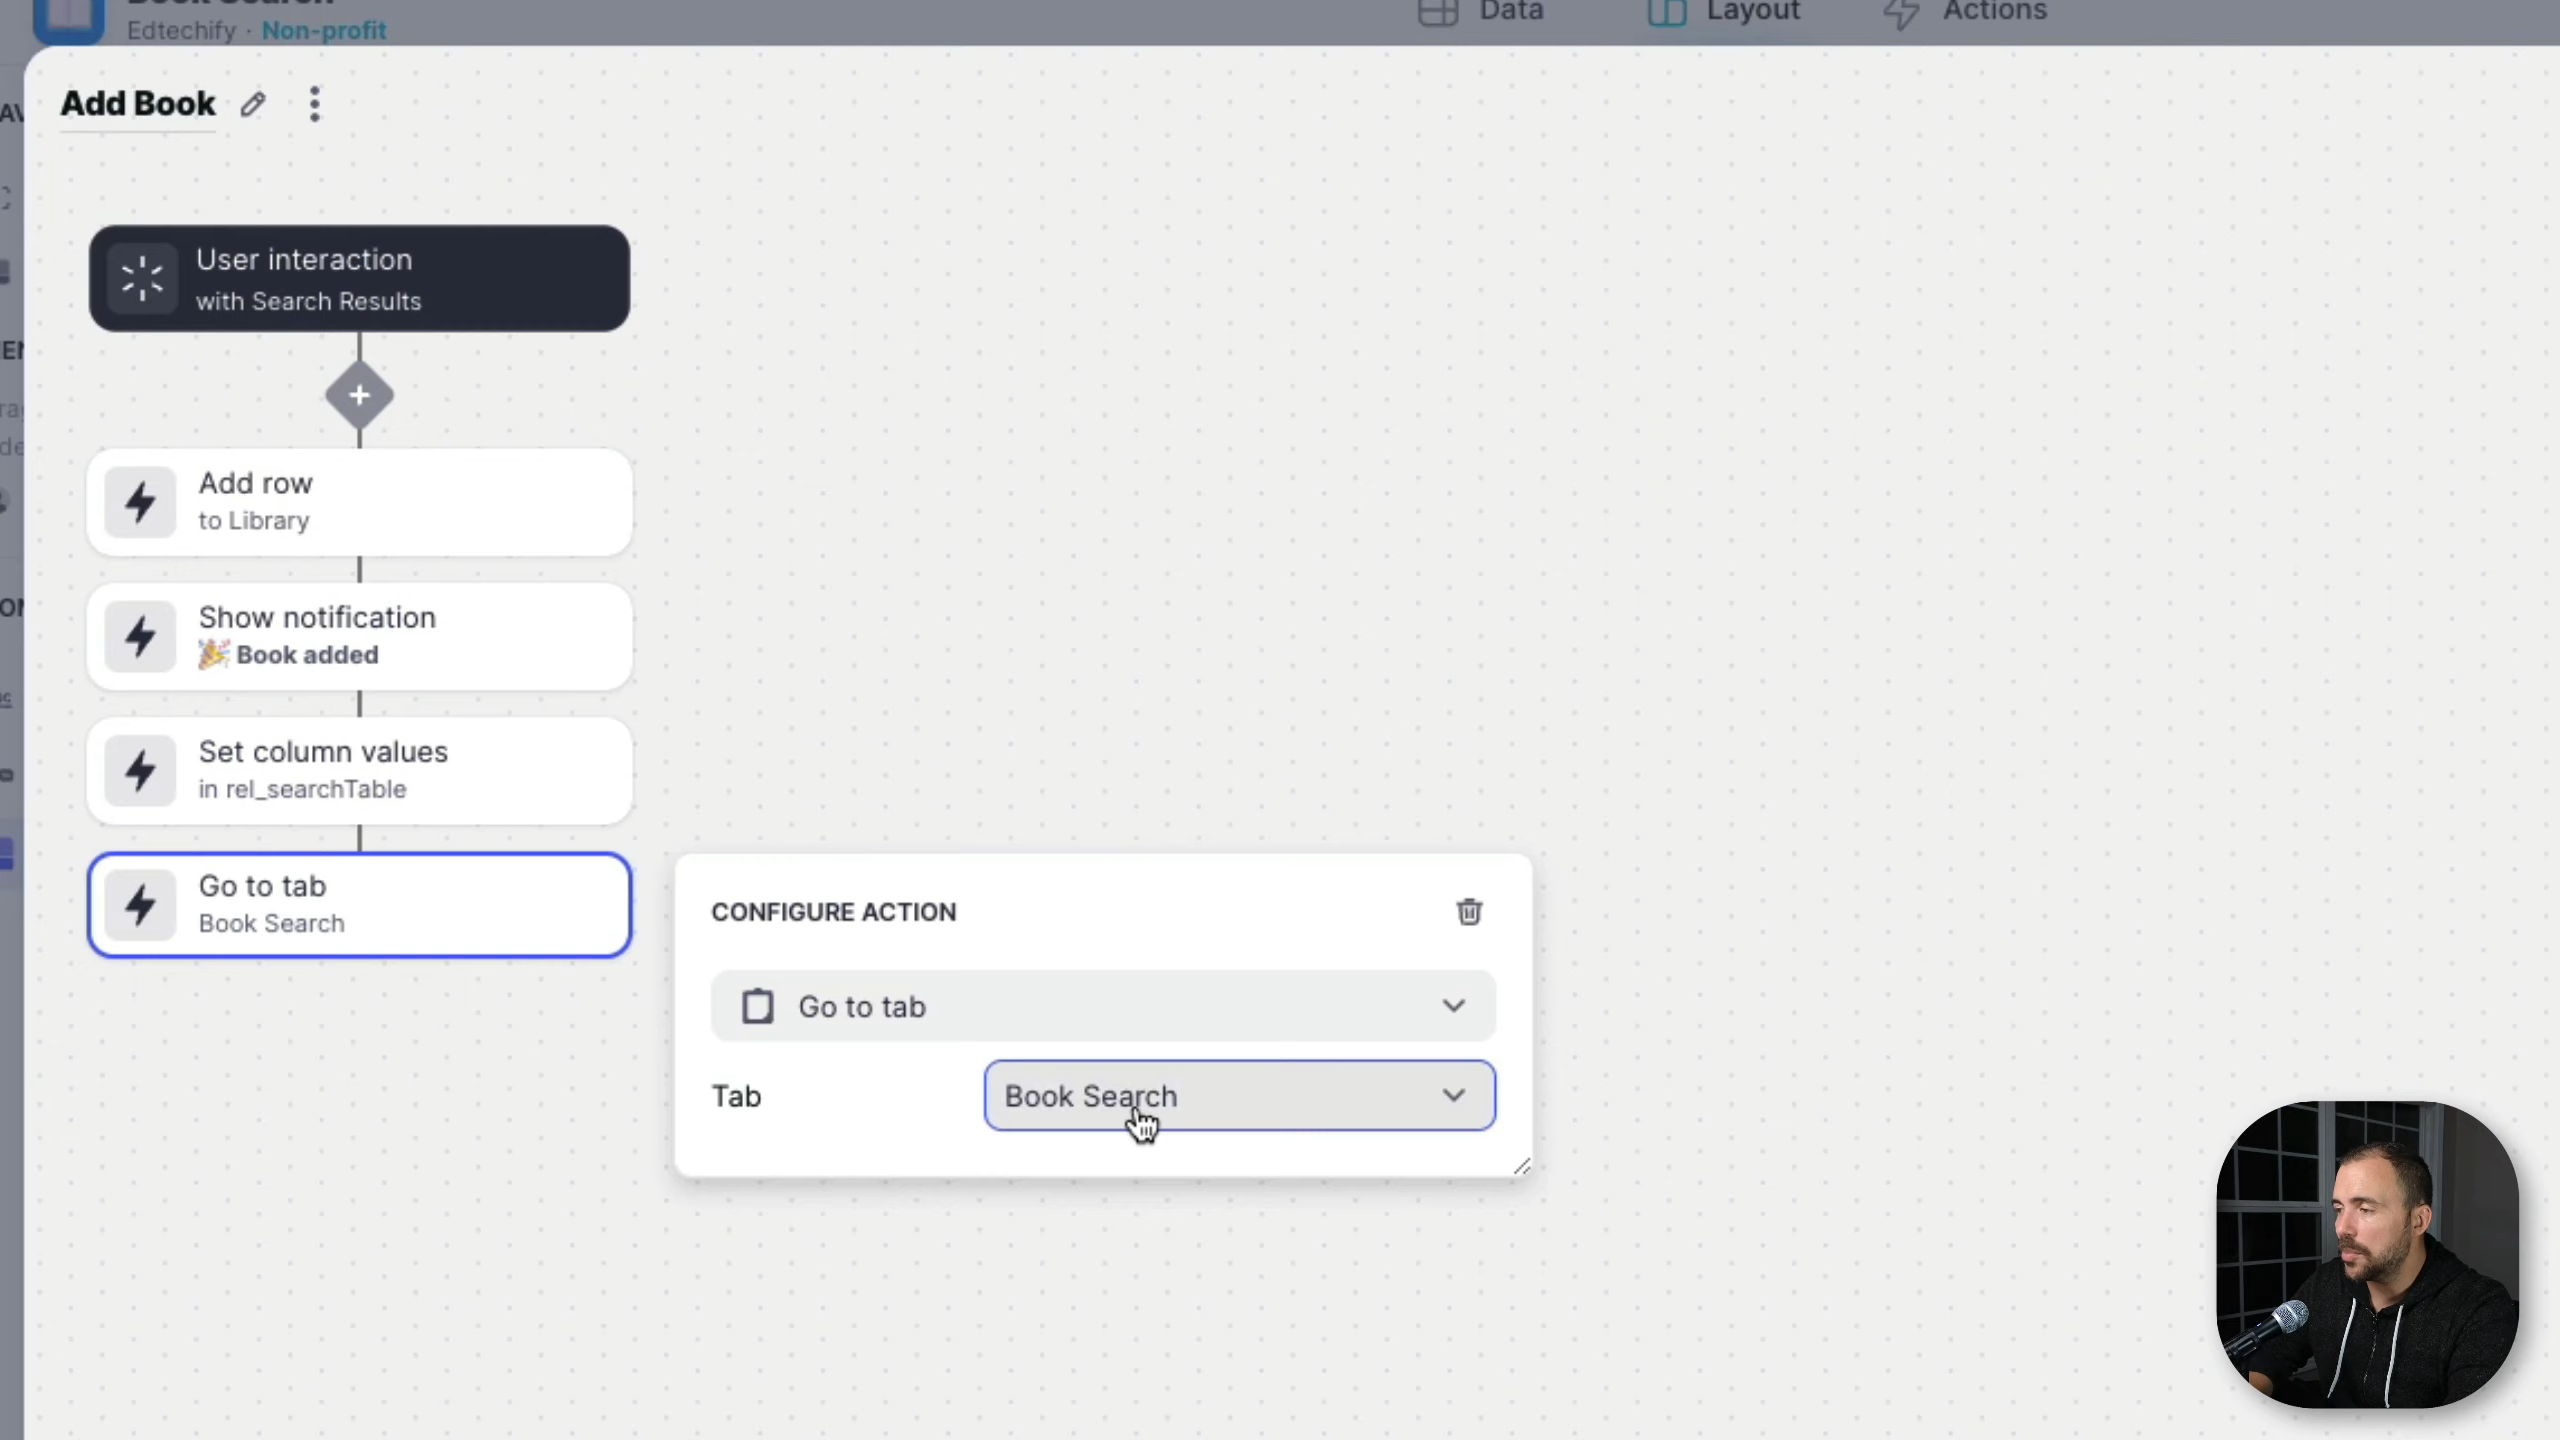 Book Search
Edtechify · Non-profit
Data
Layout
Actions
Add Book
User interaction
with Search Results
Add row
to Library
Show notification
🎉 Book added
Set column values
in rel_searchTable
Go to tab
Book Search
CONFIGURE ACTION
Go to tab
Tab
Book Search